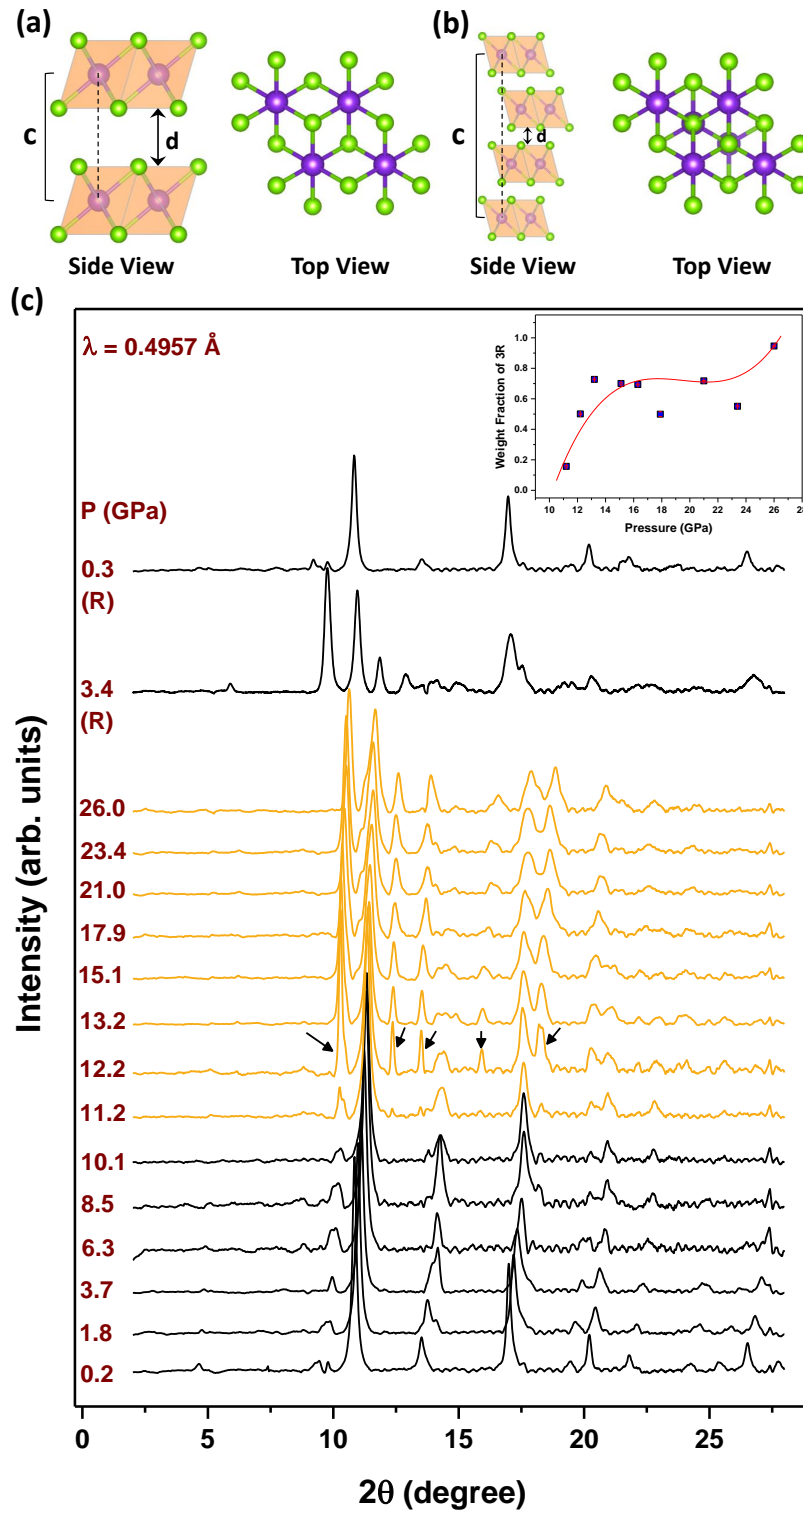 (a)
(b)
c
d
c
d
Side View
Top View
Side View
Top View
(c)
λ = 0.4957 Å
Weight Fraction of 3R
1.0
0.8
0.6
0.4
0.2
0.0
10 12 14 16 18 20 22 24 26 28
Pressure (GPa)
P (GPa)
0.3
(R)
3.4
(R)
26.0
23.4
21.0
17.9
15.1
13.2
12.2
11.2
10.1
8.5
6.3
3.7
1.8
0.2
Intensity (arb. units)
0 5 10 15 20 25
2θ (degree)